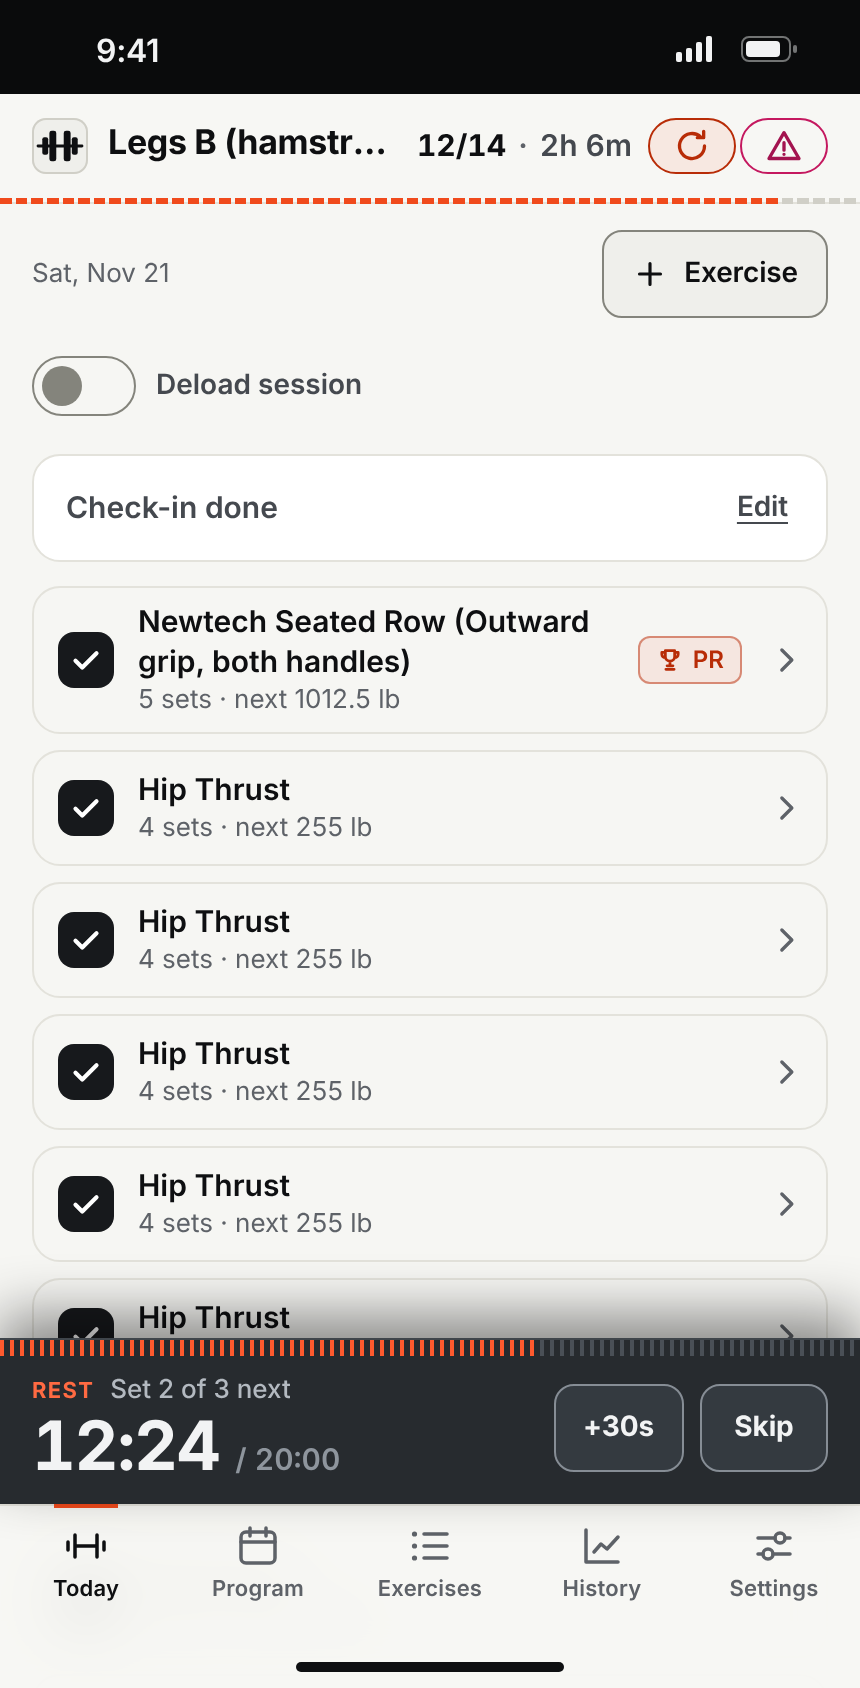 9:41
Legs B (hamstr... 12/14 · 2h 6m
Sat, Nov 21
Exercise
Deload session
Check-in done
Edit
Newtech Seated Row (Outward
grip, both handles)
5 sets · next 1012.5 lb
PR
Hip Thrust
4 sets · next 255 lb
Hip Thrust
4 sets · next 255 lb
Hip Thrust
4 sets · next 255 lb
Hip Thrust
4 sets · next 255 lb
Hip Thrust
REST Set 2 of 3 next
12:24 / 20:00
+30s
Skip
Today
Program
Exercises
History
Settings